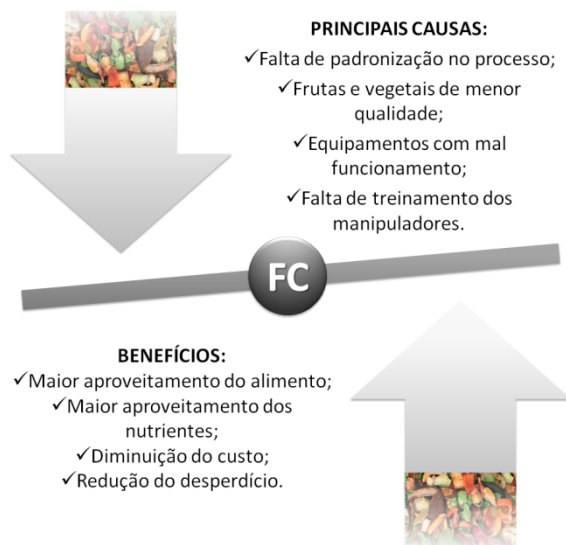 PRINCIPAIS CAUSAS:
✓Falta de padronização no processo;
✓Frutas e vegetais de menor
qualidade;
✓Equipamentos com mal
funcionamento;
✓Falta de treinamento dos
manipuladores.
FC
BENEFÍCIOS:
✓Maior aproveitamento do alimento;
✓Maior aproveitamento dos
nutrientes;
✓Diminuição do custo;
✓Redução do desperdício.